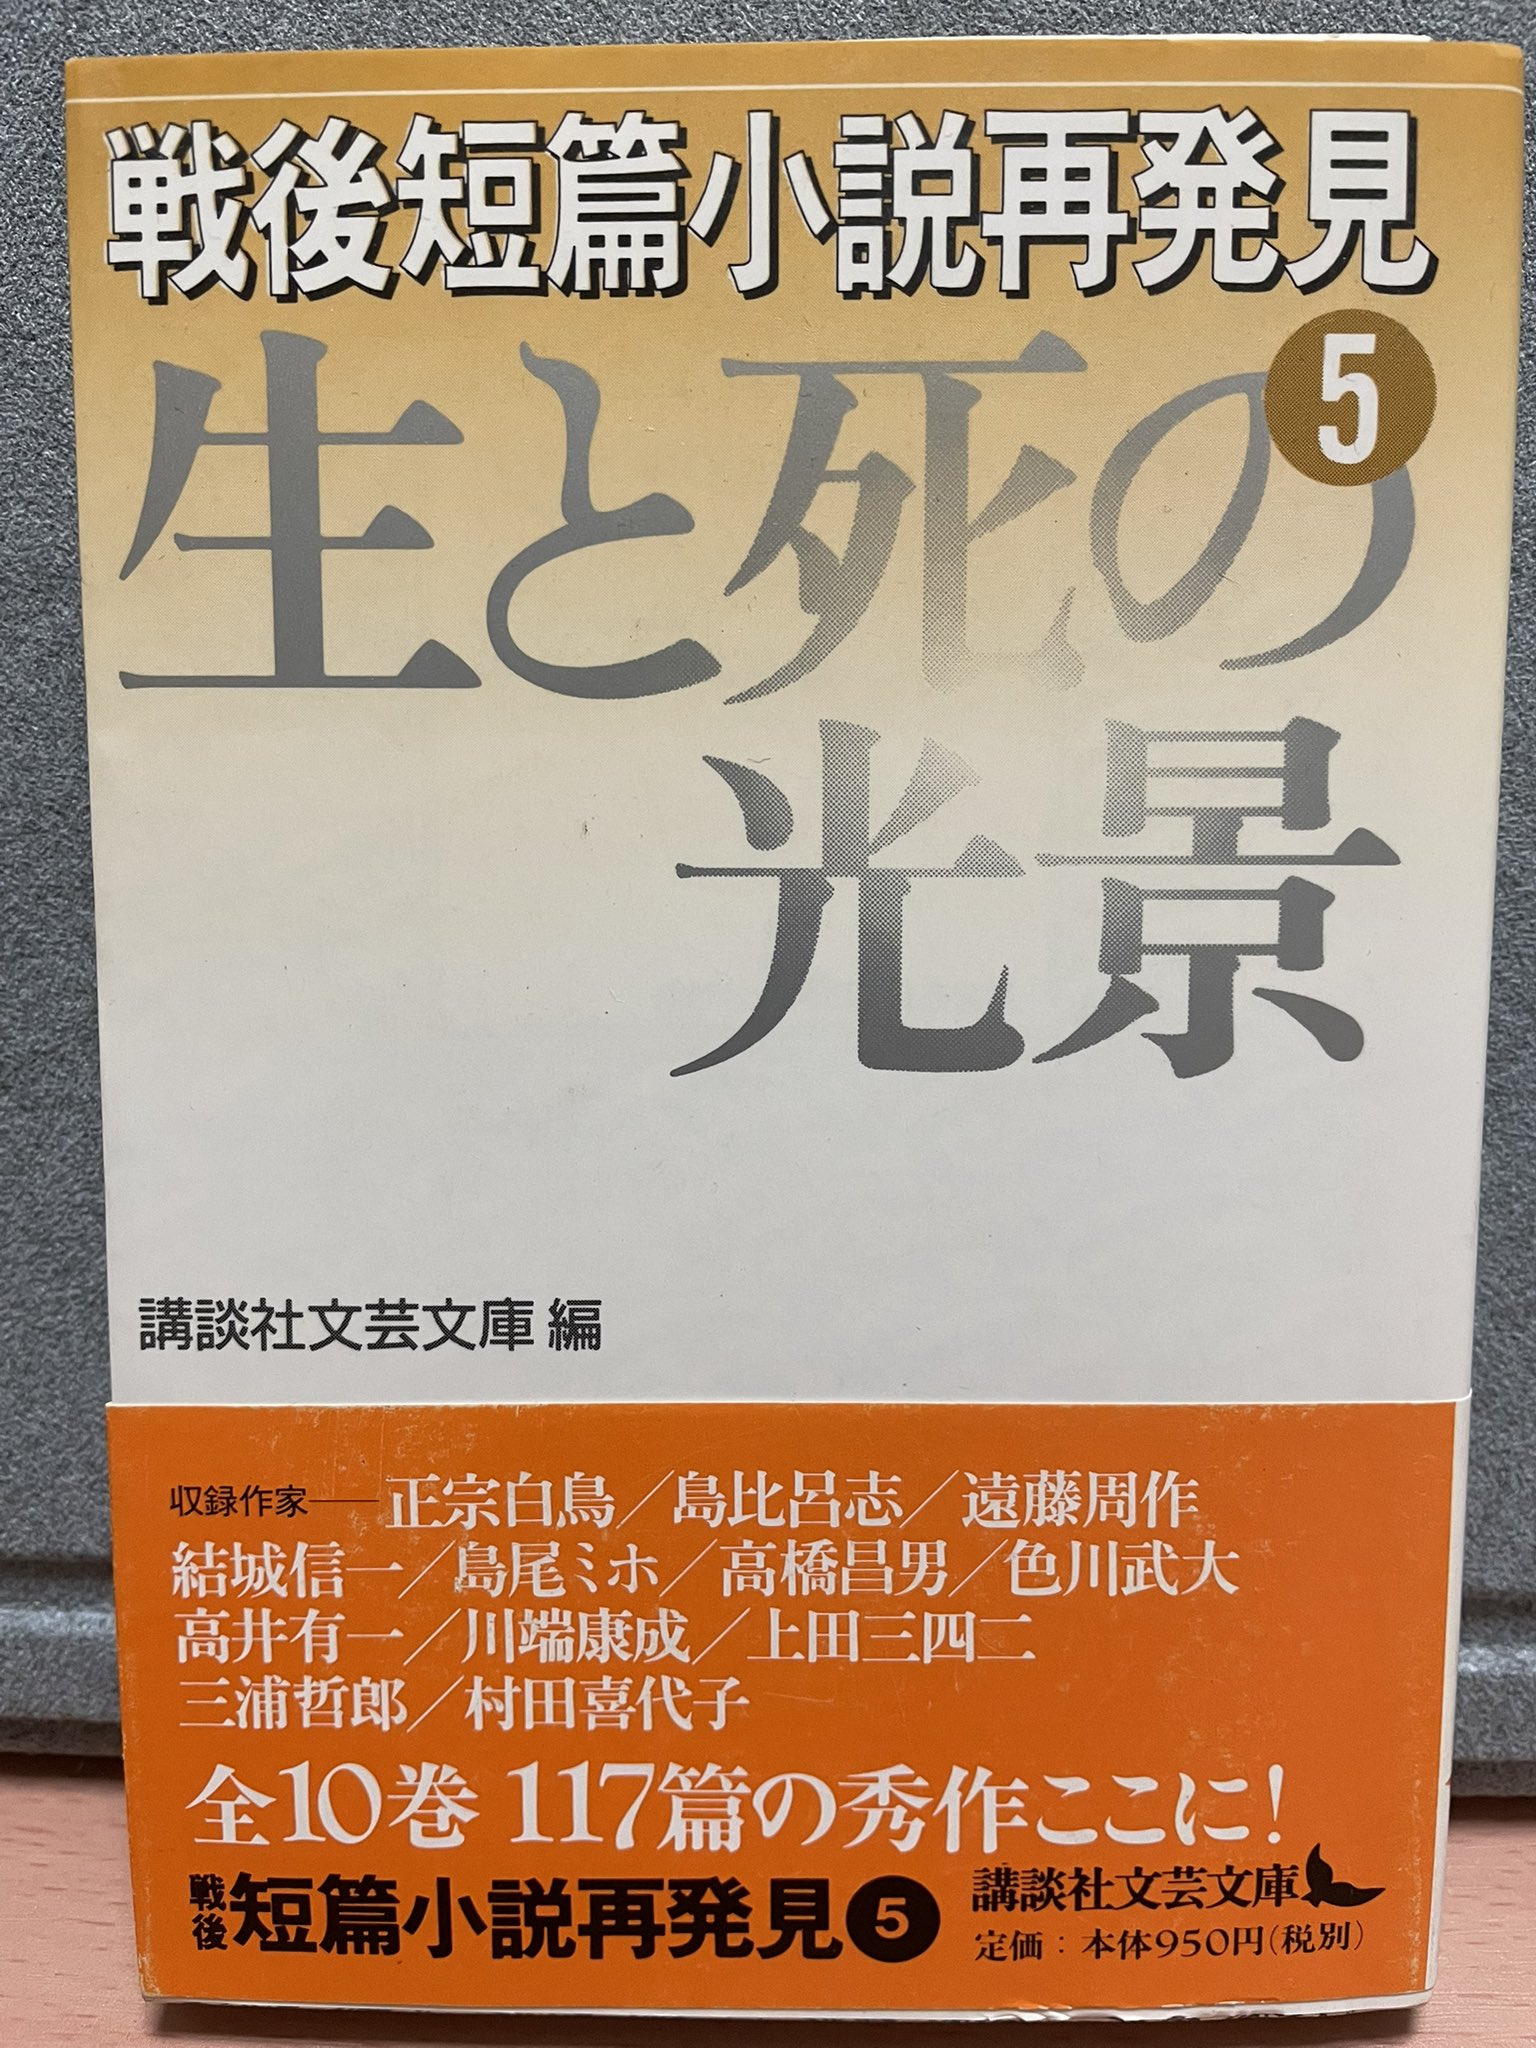 戦後短篇小説再発見
5
生と死の
光景
講談社文芸文庫 編
収録作家──正宗白鳥／島比呂志／遠藤周作
結城信一／島尾ミホ／高橋昌男／色川武大
高井有一／川端康成／上田三四二
三浦哲郎／村田喜代子
全10巻 117篇の秀作ここに!
戦後短篇小説再発見5
講談社文芸文庫
定価：本体950円(税別)